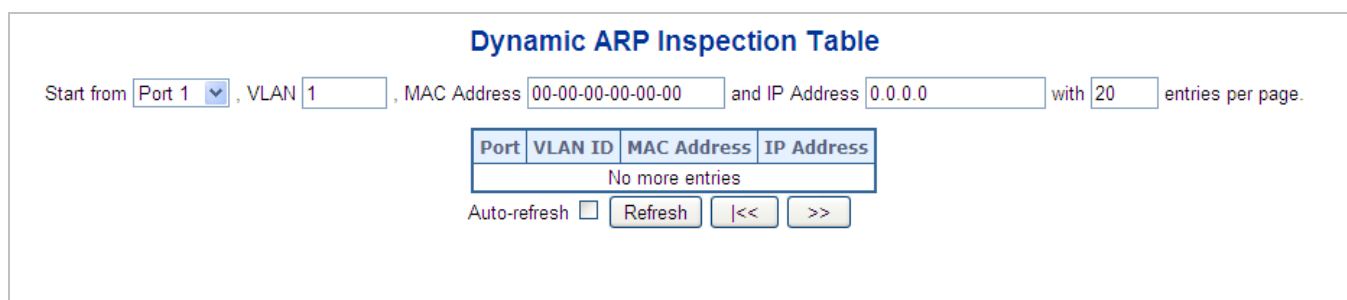 Dynamic ARP Inspection Table
Start from Port 1 , VLAN 1 , MAC Address 00-00-00-00-00-00 and IP Address 0.0.0.0 with 20 entries per page.
Port VLAN ID MAC Address IP Address
No more entries
Auto-refresh Refresh |<< >>